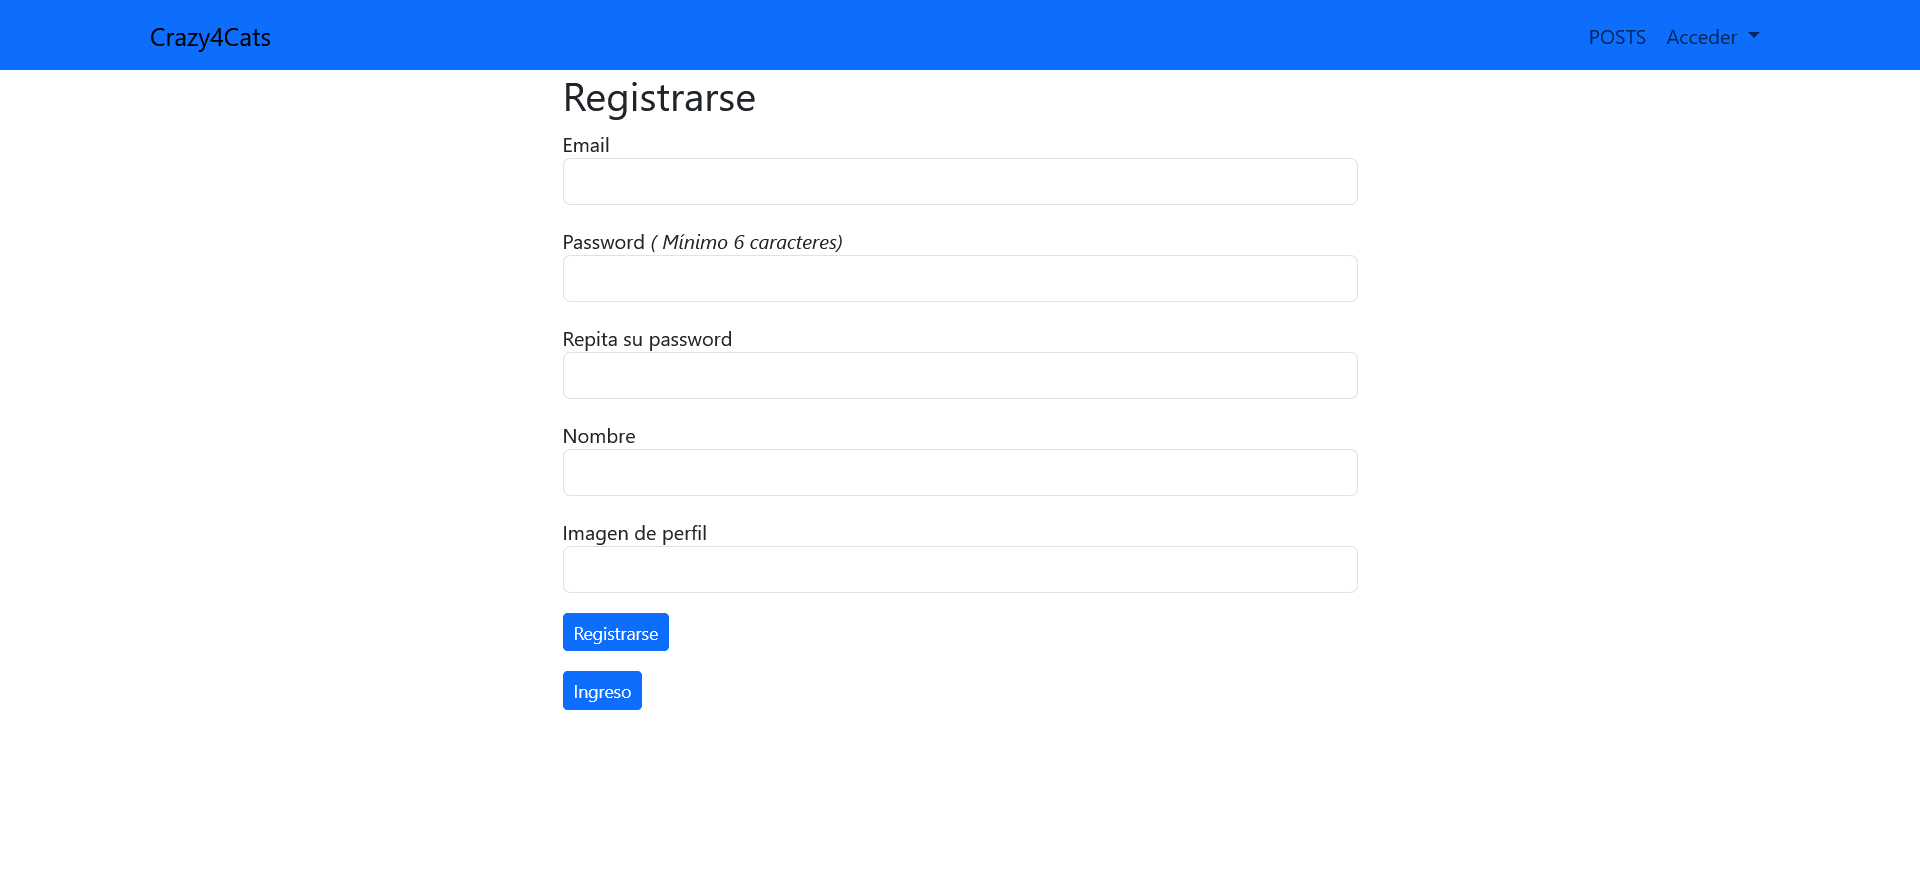 Crazy4Cats POSTS Acceder
Registrarse
Email
Password ( Mínimo 6 caracteres)
Repita su password
Nombre
Imagen de perfil
Registrarse
Ingreso